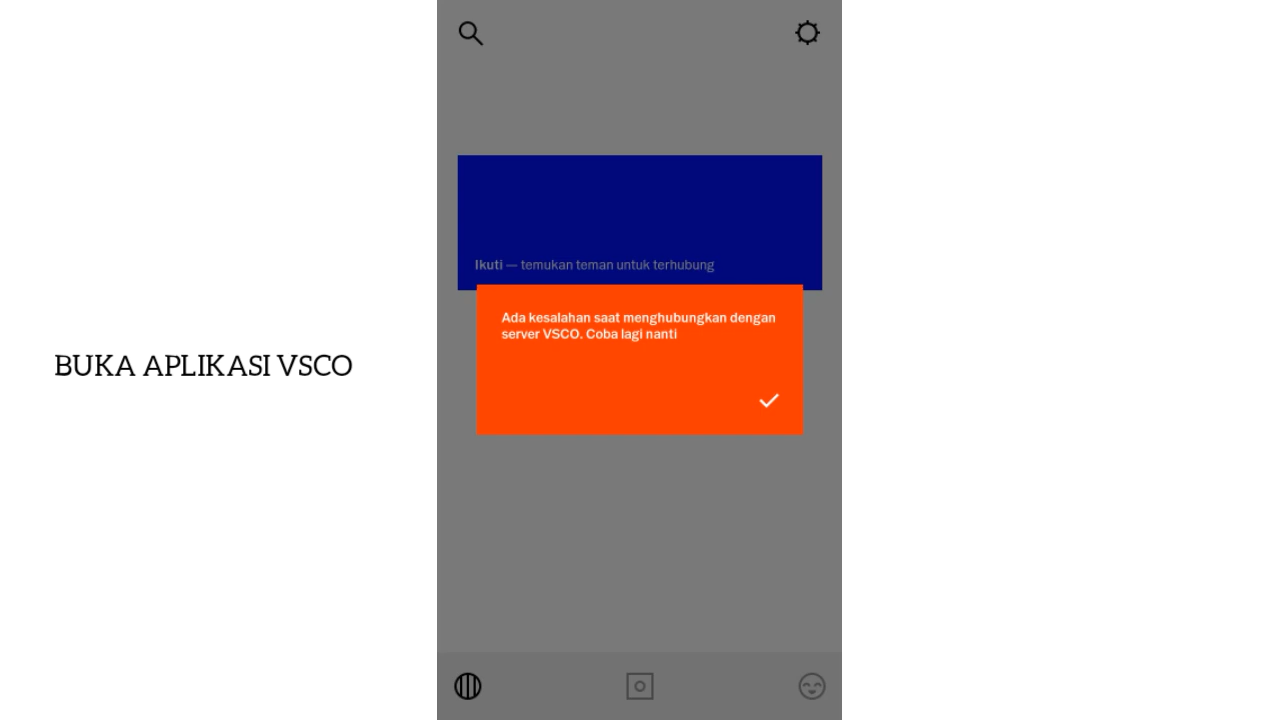 Ikuti — temukan teman untuk terhubung
Ada kesalahan saat menghubungkan dengan
server VSCO. Coba lagi nanti
BUKA APLIKASI VSCO